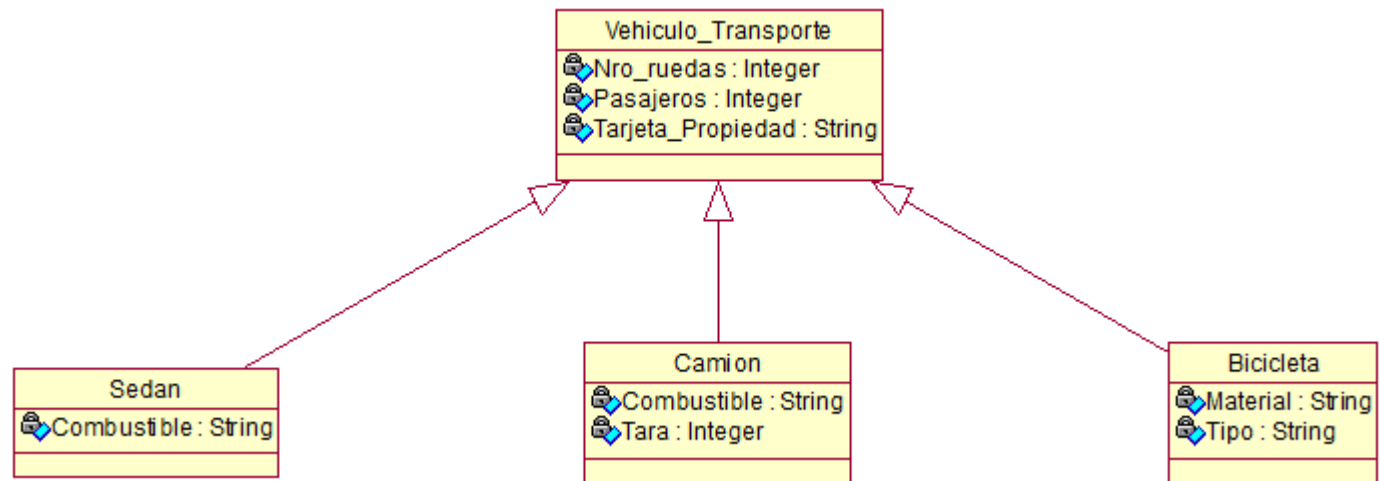 Vehiculo_Transporte
Nro_ruedas : Integer
Pasajeros : Integer
Tarjeta_Propiedad : String
Sedan
Combustible : String
Camion
Combustible : String
Tara : Integer
Bicicleta
Material : String
Tipo : String